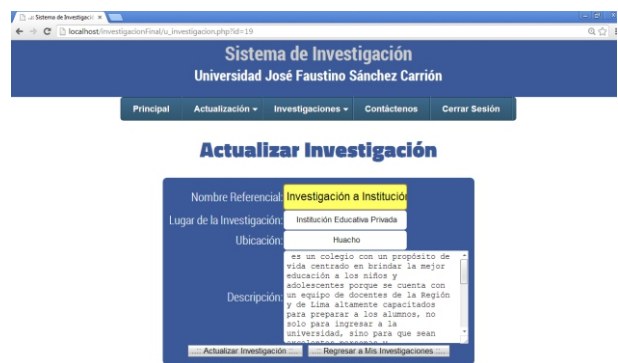 ..: Sistema de Investigació
localhost/investigacionFinal/u_investigacion.php?id=19
Sistema de Investigación
Universidad José Faustino Sánchez Carrión
Principal Actualización Investigaciones Contáctenos Cerrar Sesión
Actualizar Investigación
Nombre Referencial: Investigación a Institución
Lugar de la Investigación: Institución Educativa Privada
Ubicación: Huacho
Descripción:
es un colegio con un propósito de
vida centrado en brindar la mejor
educación a los niños y
adolescentes porque se cuenta con
un equipo de docentes de la Región
y de Lima altamente capacitados
para preparar a los alumnos, no
solo para ingresar a la
universidad, sino para que sean
excelentes personas y
..:: Actualizar Investigación ::.. ..:: Regresar a Mis Investigaciones ::..